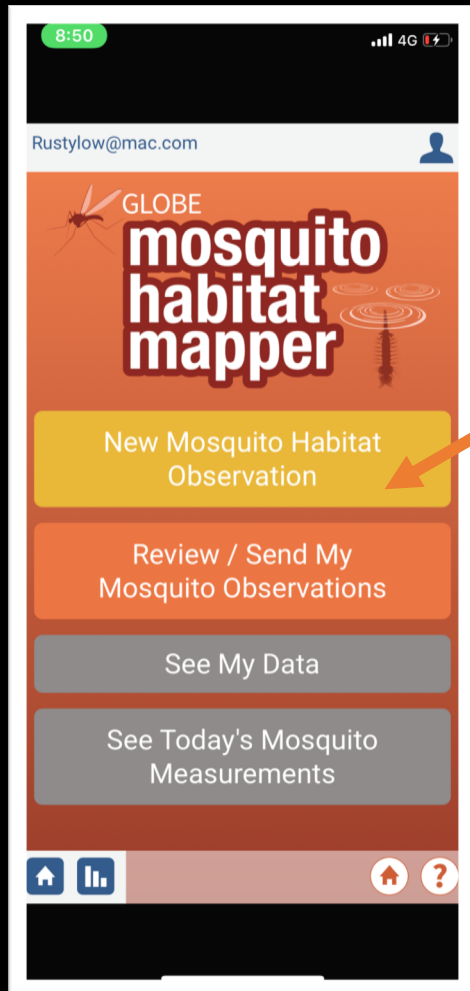 8:50
4G
Rustylow@mac.com
GLOBE
mosquito
habitat
mapper
New Mosquito Habitat
Observation
Review / Send My
Mosquito Observations
See My Data
See Today's Mosquito
Measurements
?